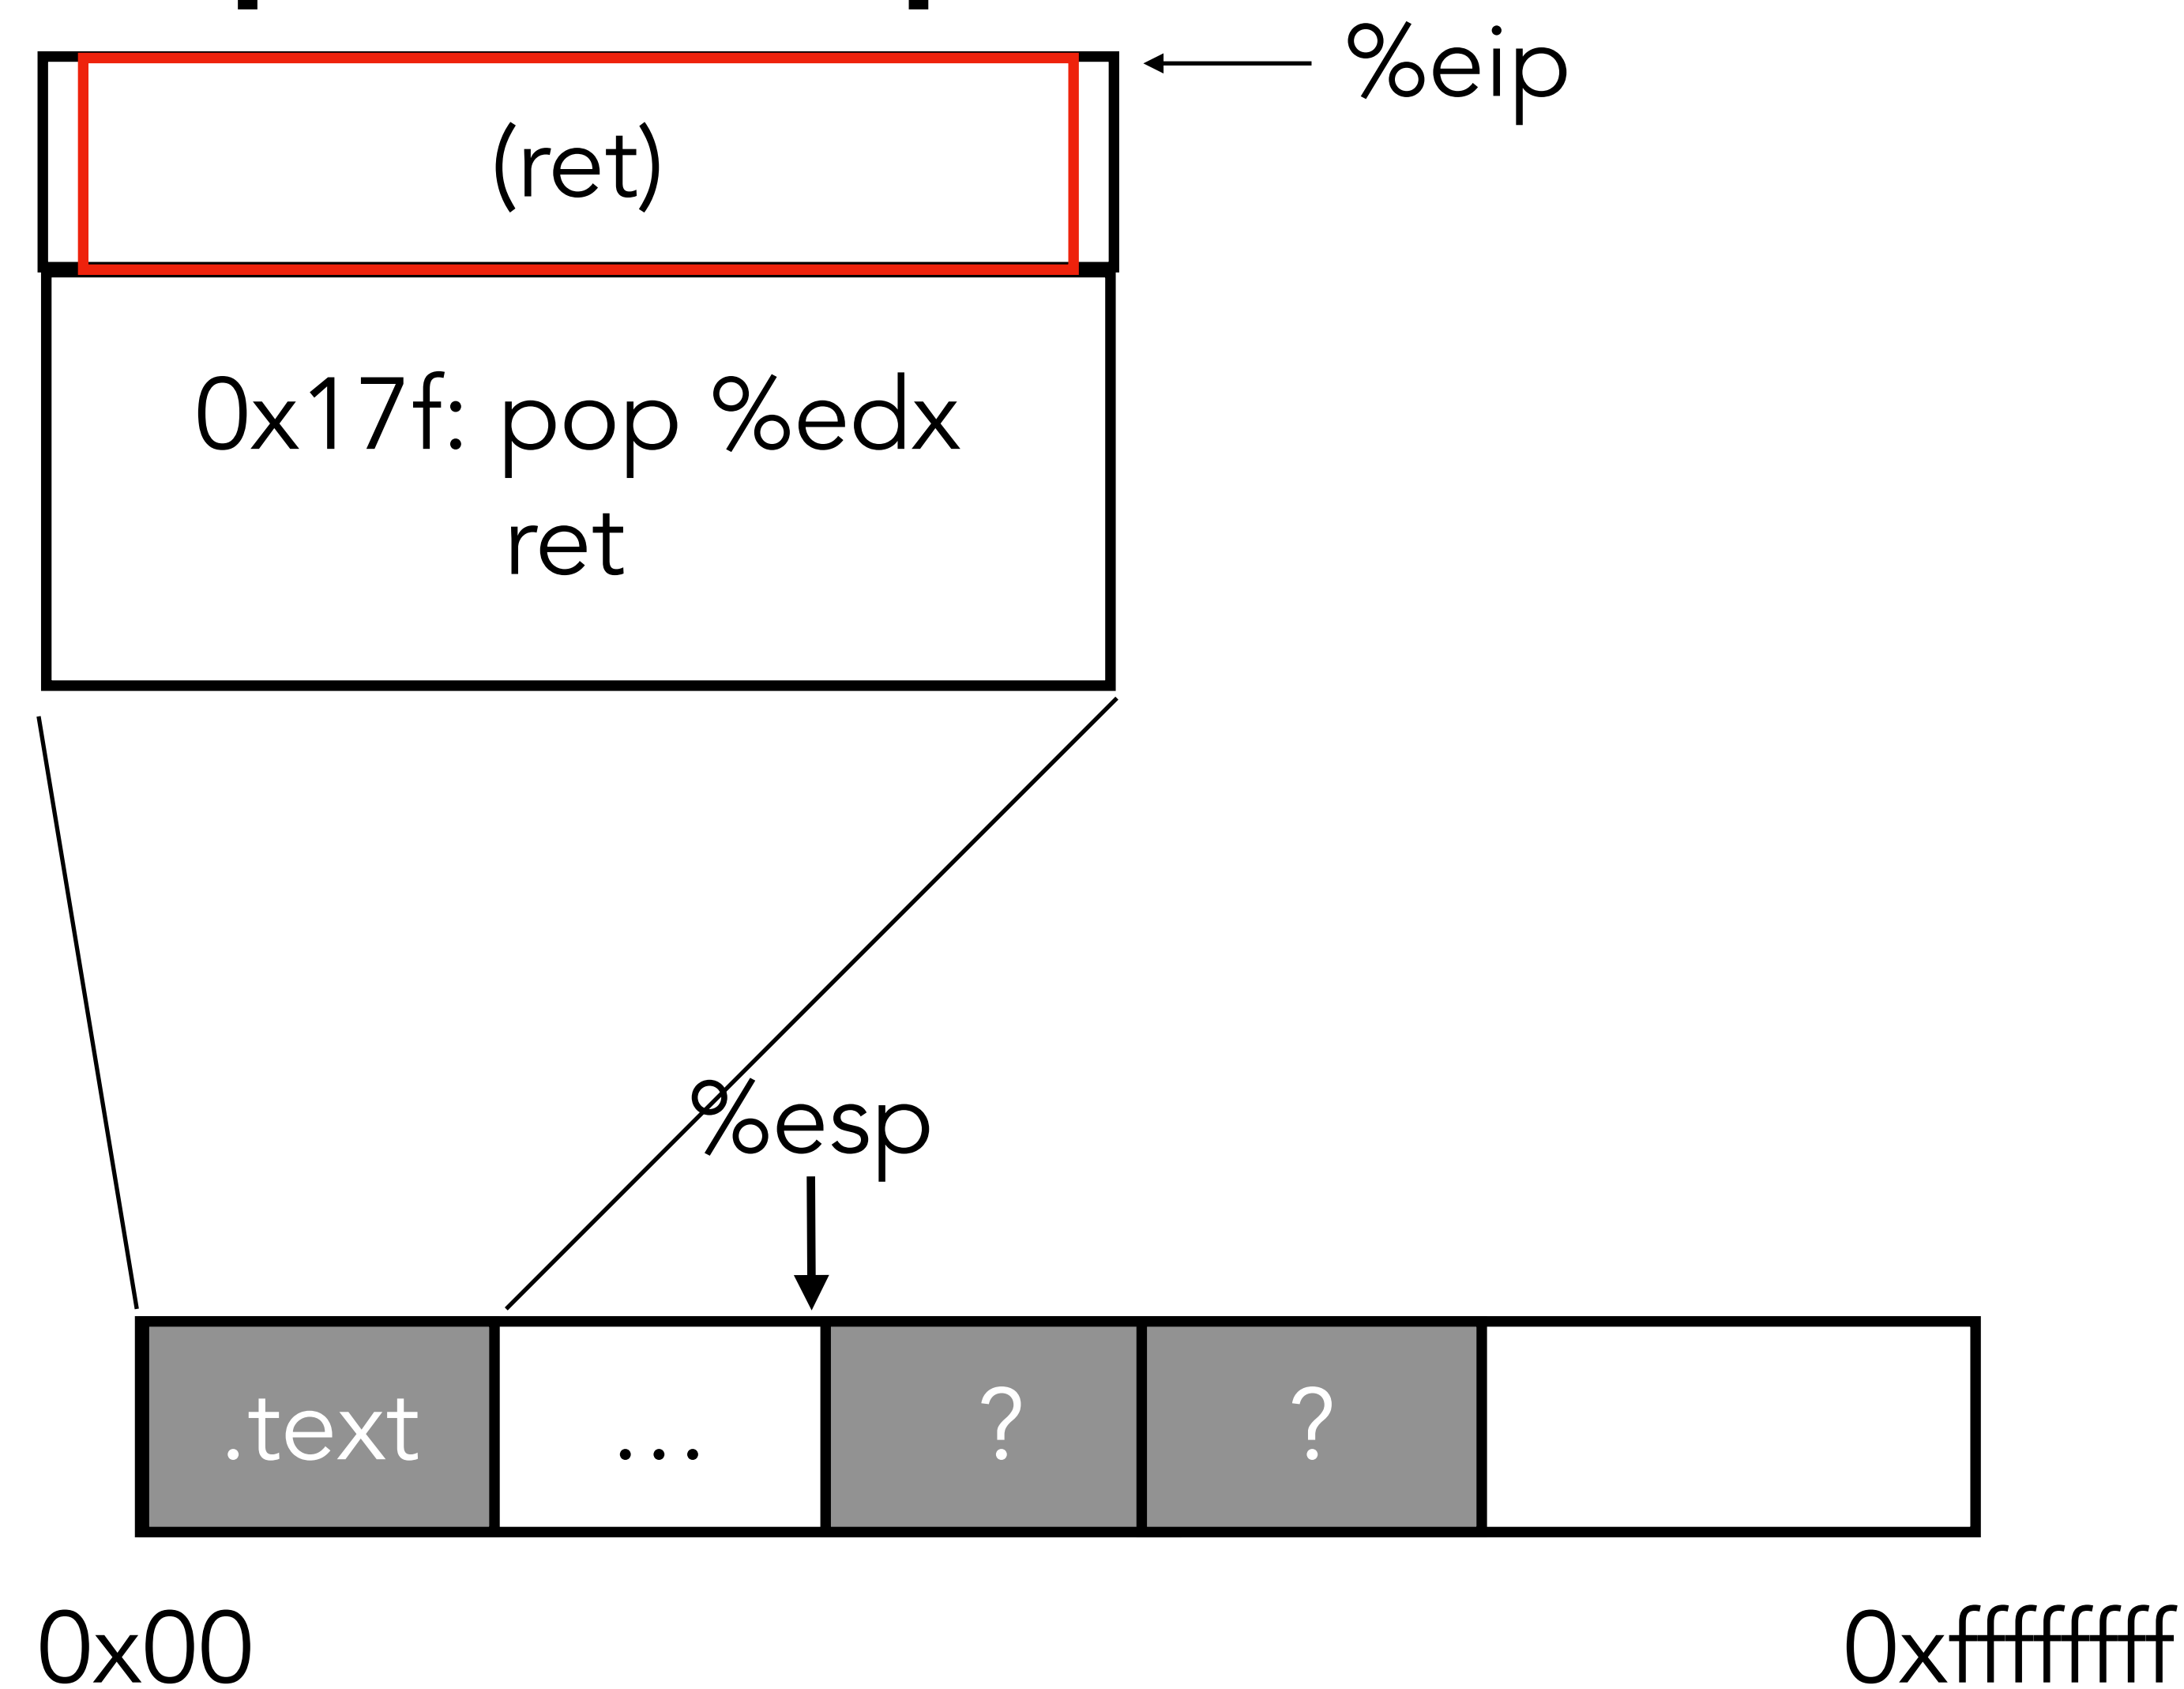 %eip
(ret)
0x17f: pop %edx
ret
%esp
.text ... ? ?
0x00 0xffffffff